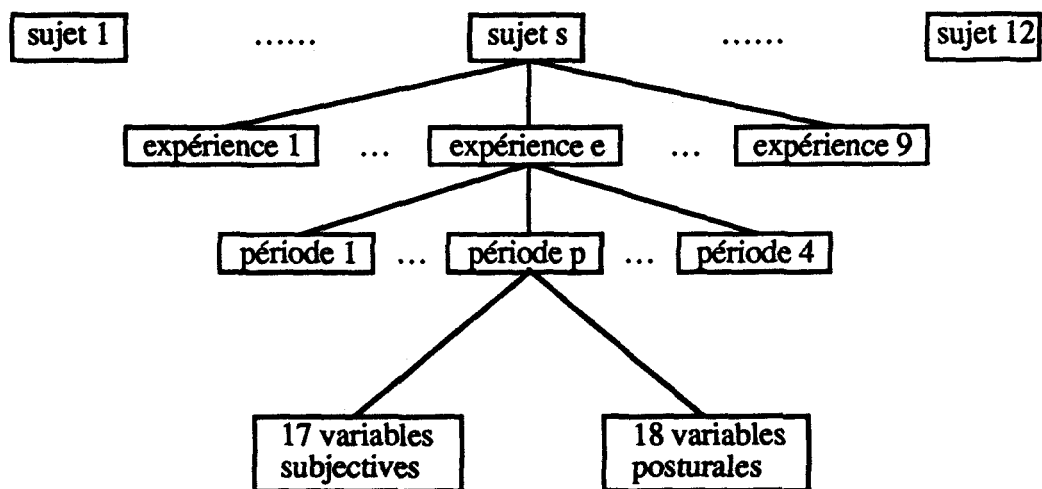 sujet 1 ...... sujet s ...... sujet 12
expérience 1 ... expérience e ... expérience 9
période 1 ... période p ... période 4
17 variables
subjectives
18 variables
posturales